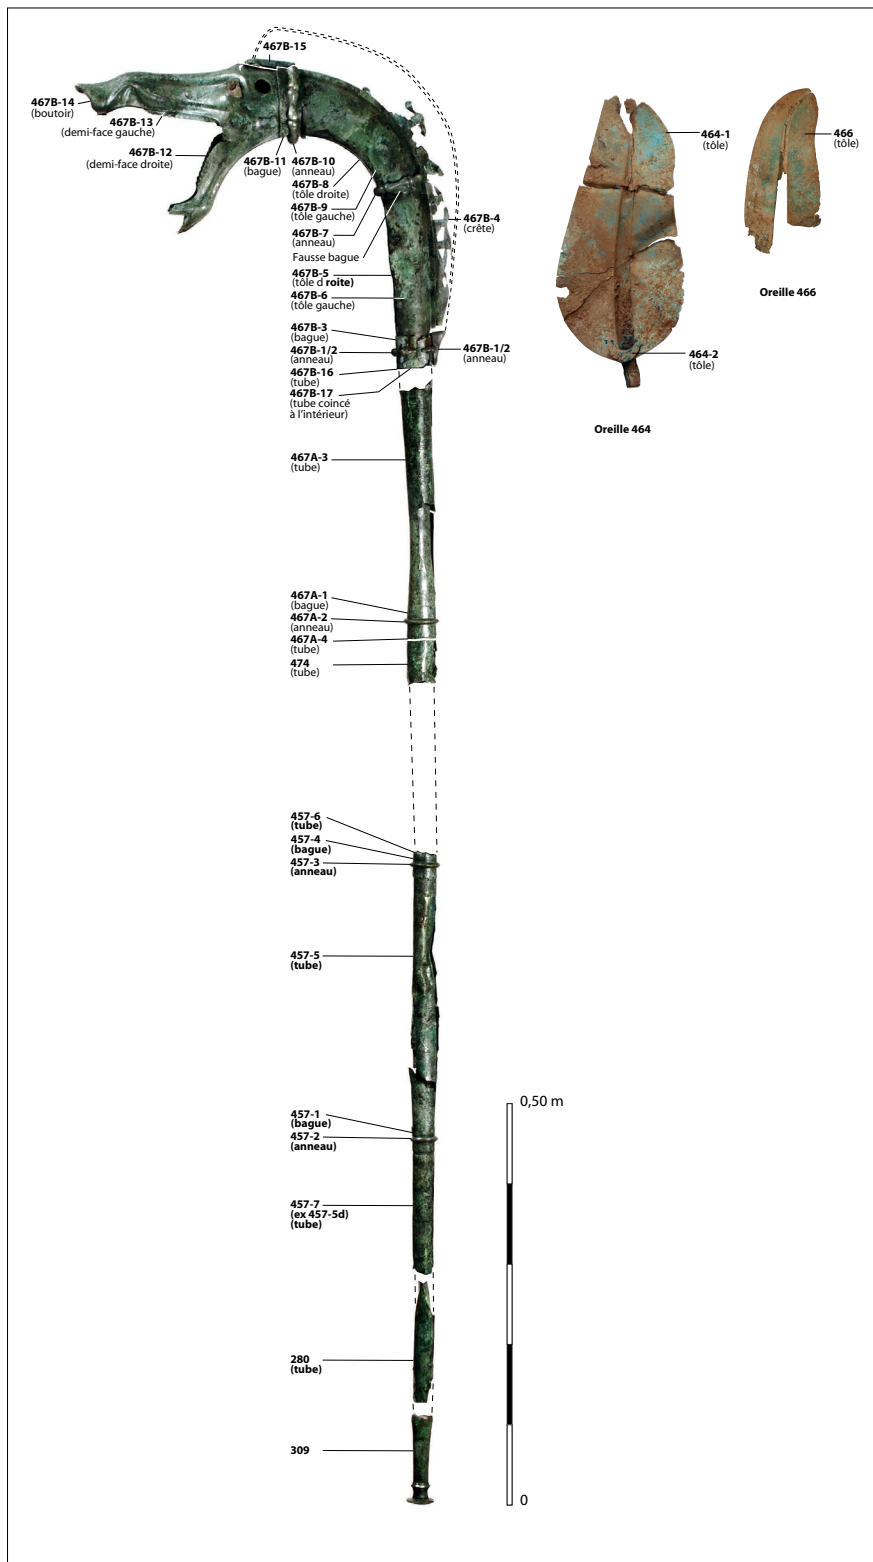 467B-15
467B-14
(boutoir)
467B-13
(demi-face gauche)
467B-12
(demi-face droite)
467B-11
(bague)
467B-10
(anneau)
467B-8
(tôle droite)
467B-9
(tôle gauche)
467B-7
(anneau)
Fausse bague
467B-4
(crête)
467B-5
(tôle d roite)
467B-6
(tôle gauche)
467B-3
(bague)
467B-1/2
(anneau)
467B-1/2
(anneau)
467B-16
(tube)
467B-17
(tube coincé
à l'intérieur)
467A-3
(tube)
467A-1
(bague)
467A-2
(anneau)
467A-4
(tube)
474
(tube)
457-6
(tube)
457-4
(bague)
457-3
(anneau)
457-5
(tube)
457-1
(bague)
457-2
(anneau)
457-7
(ex 457-5d)
(tube)
280
(tube)
309
464-1
(tôle)
464-2
(tôle)
Oreille 464
466
(tôle)
Oreille 466
0,50 m
0